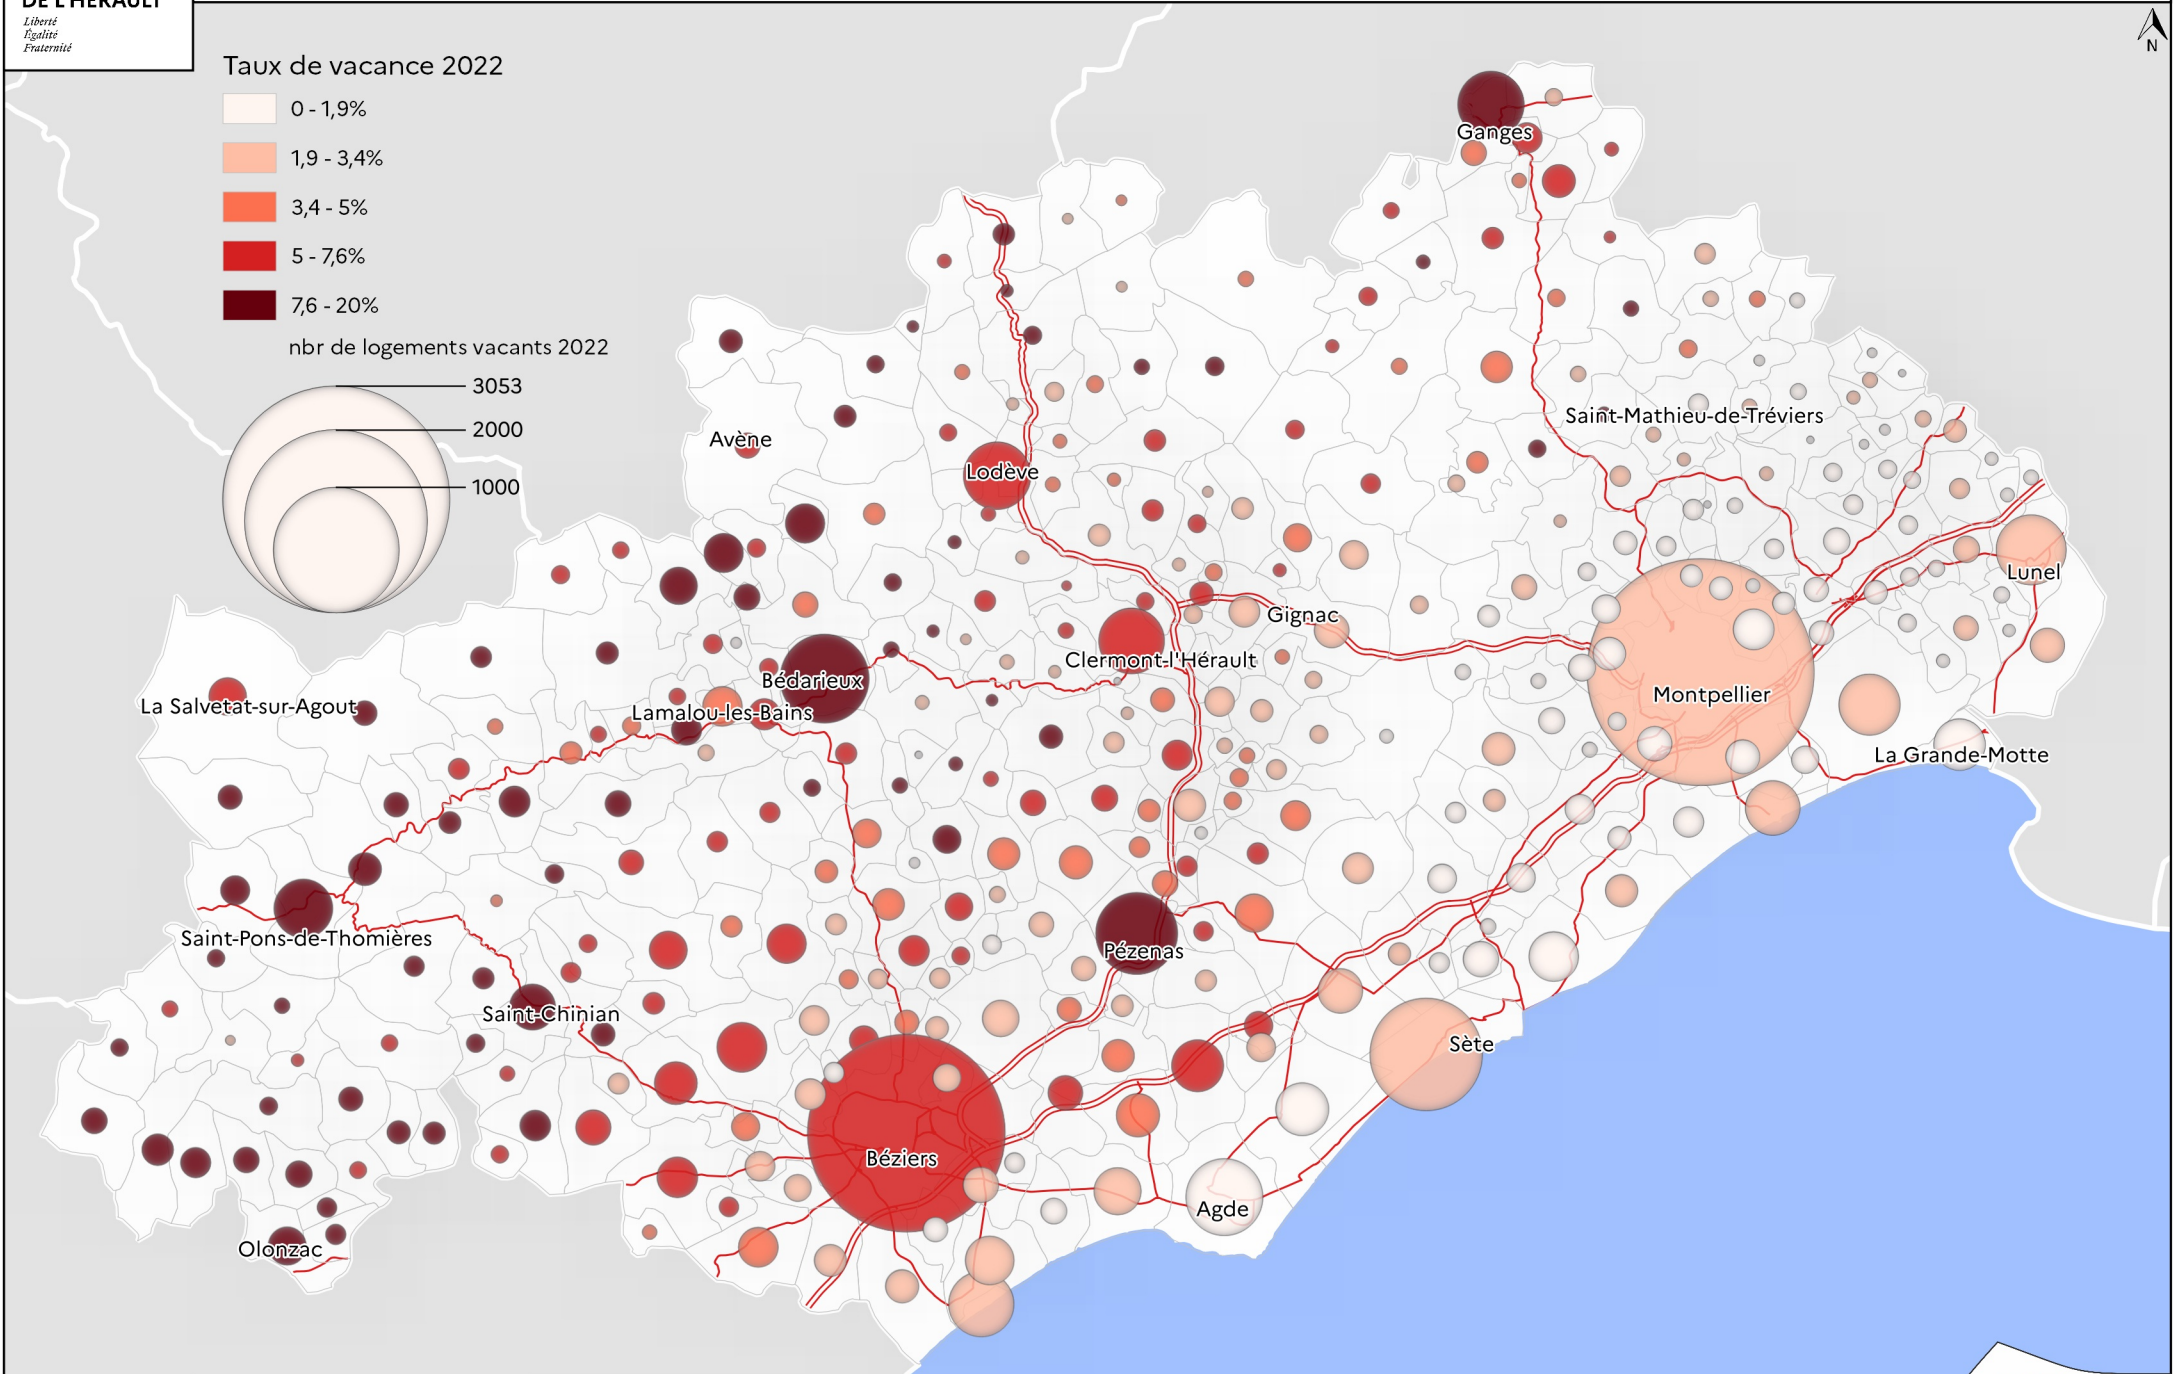 DE L'HÉRAULT
Liberté
Égalité
Fraternité
N
Taux de vacance 2022
0 - 1,9%
1,9 - 3,4%
3,4 - 5%
5 - 7,6%
7,6 - 20%
nbr de logements vacants 2022
3053
2000
1000
Ganges
Saint-Mathieu-de-Tréviers
Avène
Lodève
Lunel
Gignac
Clermont-l'Hérault
Bédarieux
Montpellier
La Salvetat-sur-Agout
Lamalou-les-Bains
La Grande-Motte
Saint-Pons-de-Thomières
Pézenas
Saint-Chinian
Sète
Béziers
Agde
Olonzac